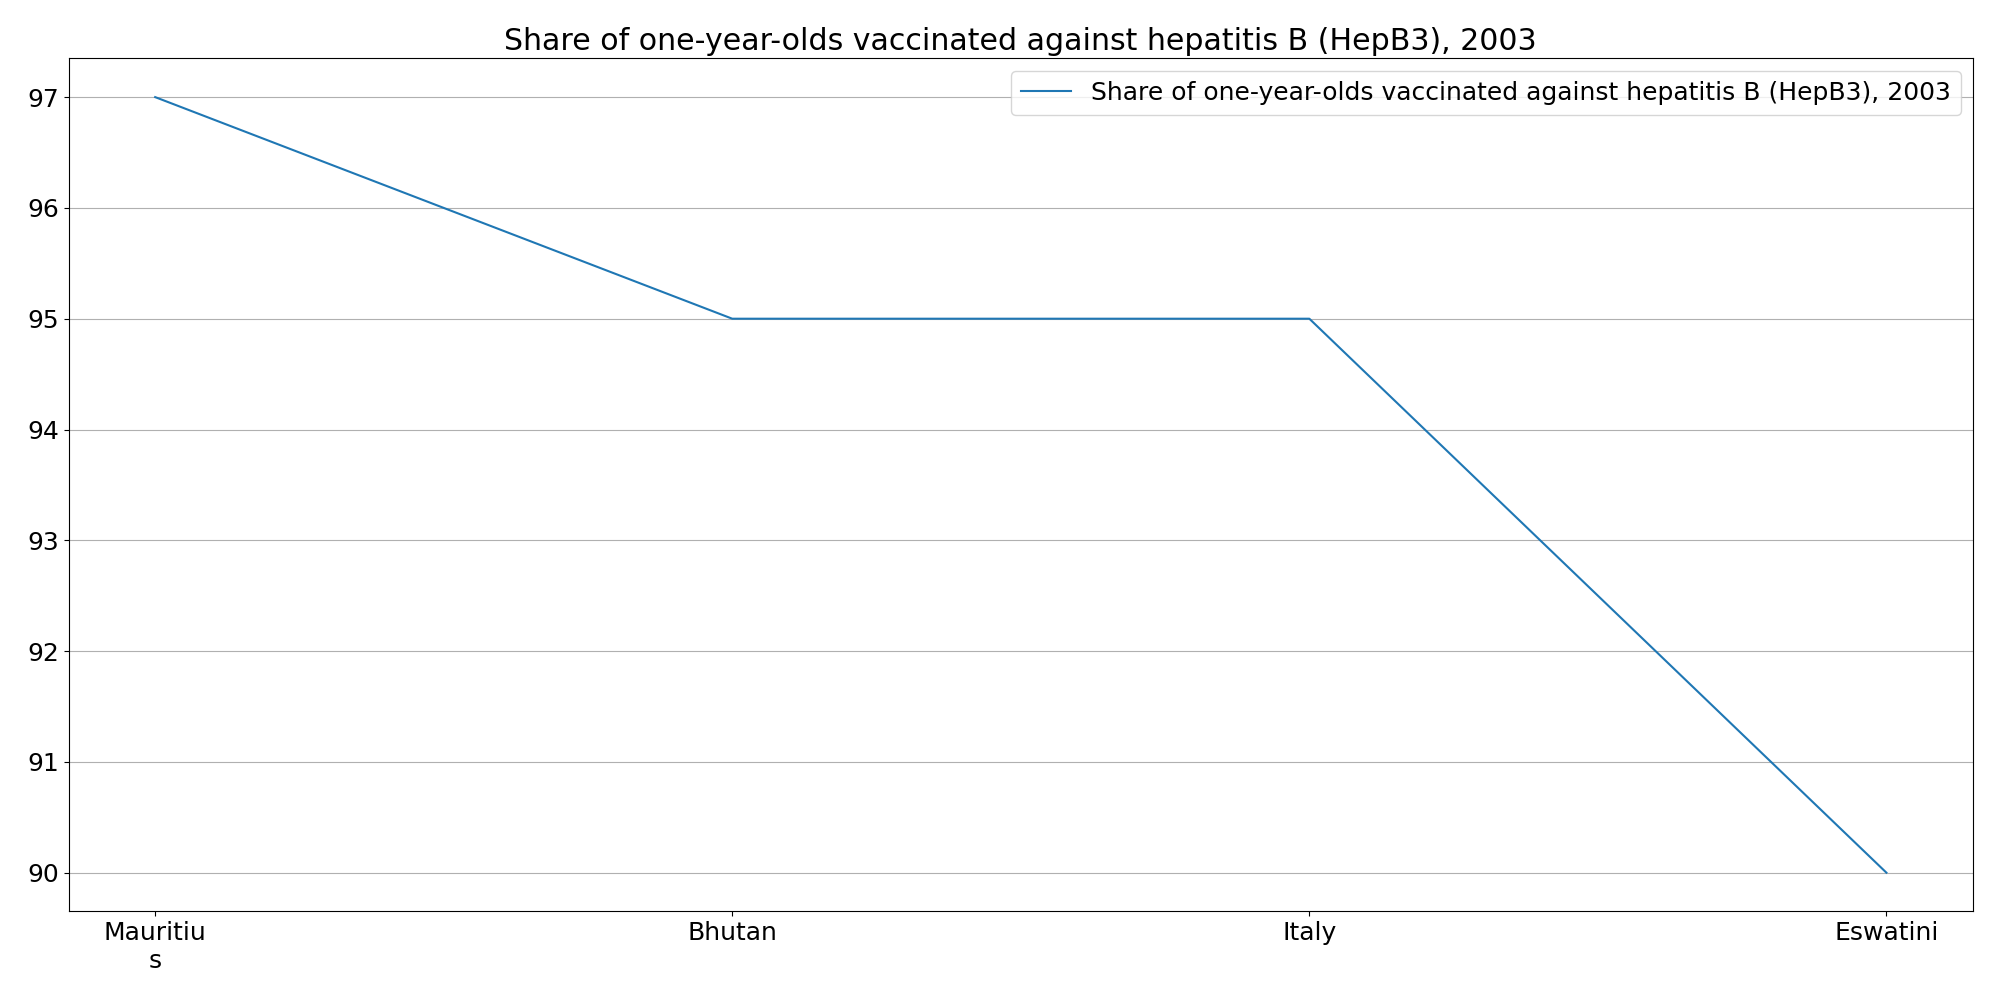 Share of one-year-olds vaccinated against hepatitis B (HepB3), 2003
Share of one-year-olds vaccinated against hepatitis B (HepB3), 2003
97
96
95
94
93
92
91
90
Mauritiu
s
Bhutan
Italy
Eswatini